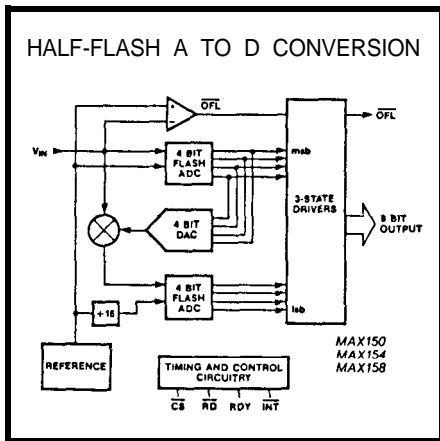 HALF-FLASH A TO D CONVERSION
OFL
VIN
4 BIT
FLASH
ADC
msb
OFL
3-STATE
DRIVERS
4 BIT
DAC
8 BIT
OUTPUT
4 BIT
FLASH
ADC
lsb
÷16
REFERENCE
TIMING AND CONTROL
CIRCUITRY
CS RD RDY INT
MAX150
MAX154
MAX158